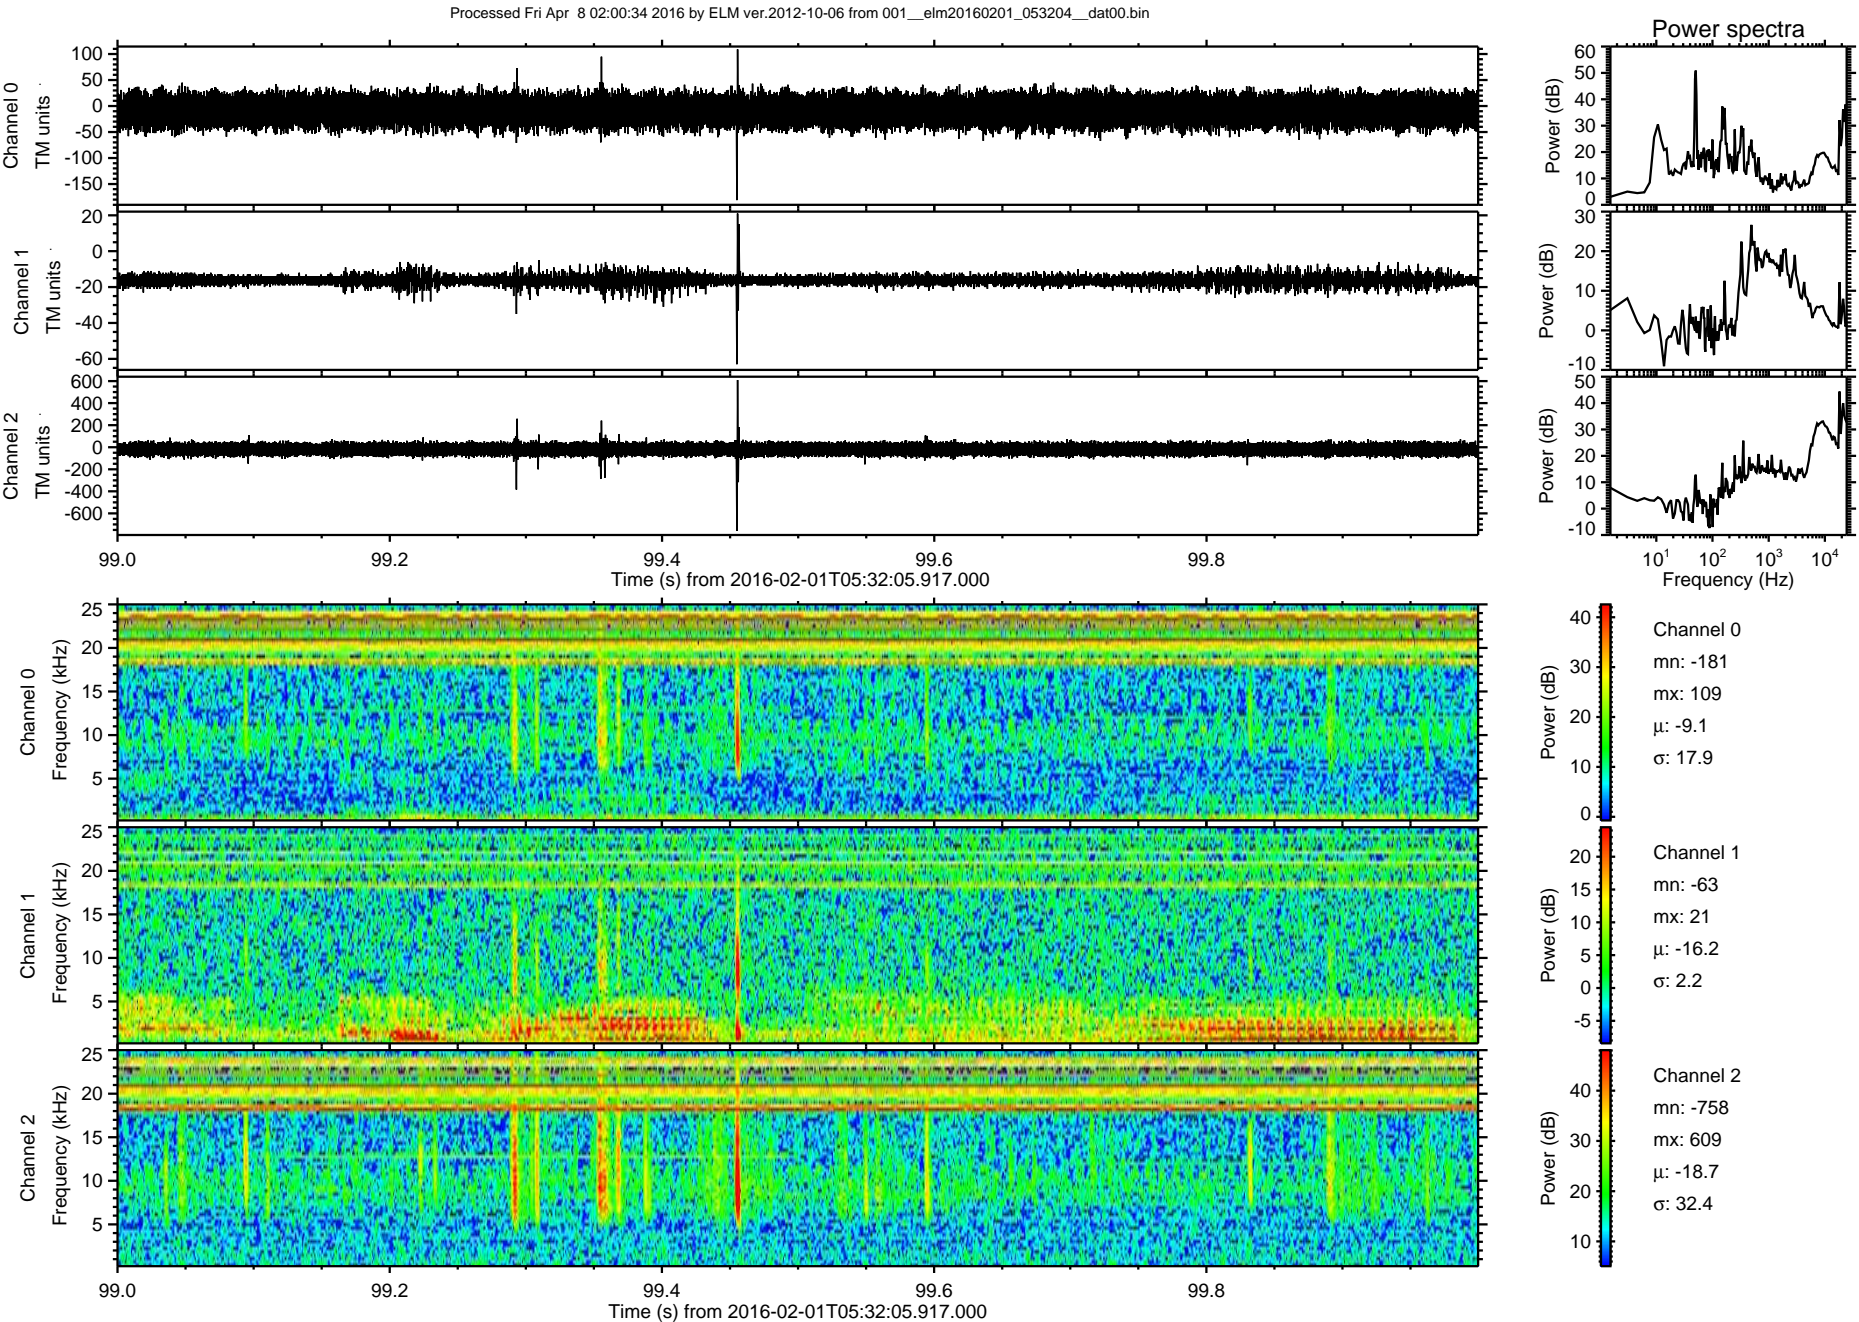 Processed Fri Apr  8 02:00:34 2016 by ELM ver.2012-10-06 from 001__elm20160201_053204__dat00.bin
Power spectra
Channel 0
TM units
100
50
0
-50
-100
-150
Power (dB)
60
50
40
30
20
10
0
Channel 1
TM units
20
0
-20
-40
-60
Power (dB)
30
20
10
0
-10
Channel 2
TM units
600
400
200
0
-200
-400
-600
Power (dB)
50
40
30
20
10
0
-10
99.0 99.2 99.4 99.6 99.8
Time (s) from 2016-02-01T05:32:05.917.000
10^1 10^2 10^3 10^4
Frequency (Hz)
Channel 0
Frequency (kHz)
25
20
15
10
5
Power (dB)
40
30
20
10
0
Channel 0
mn: -181
mx: 109
μ: -9.1
σ: 17.9
Channel 1
Frequency (kHz)
25
20
15
10
5
Power (dB)
20
15
10
5
0
-5
Channel 1
mn: -63
mx: 21
μ: -16.2
σ: 2.2
Channel 2
Frequency (kHz)
25
20
15
10
5
Power (dB)
40
30
20
10
Channel 2
mn: -758
mx: 609
μ: -18.7
σ: 32.4
99.0 99.2 99.4 99.6 99.8
Time (s) from 2016-02-01T05:32:05.917.000